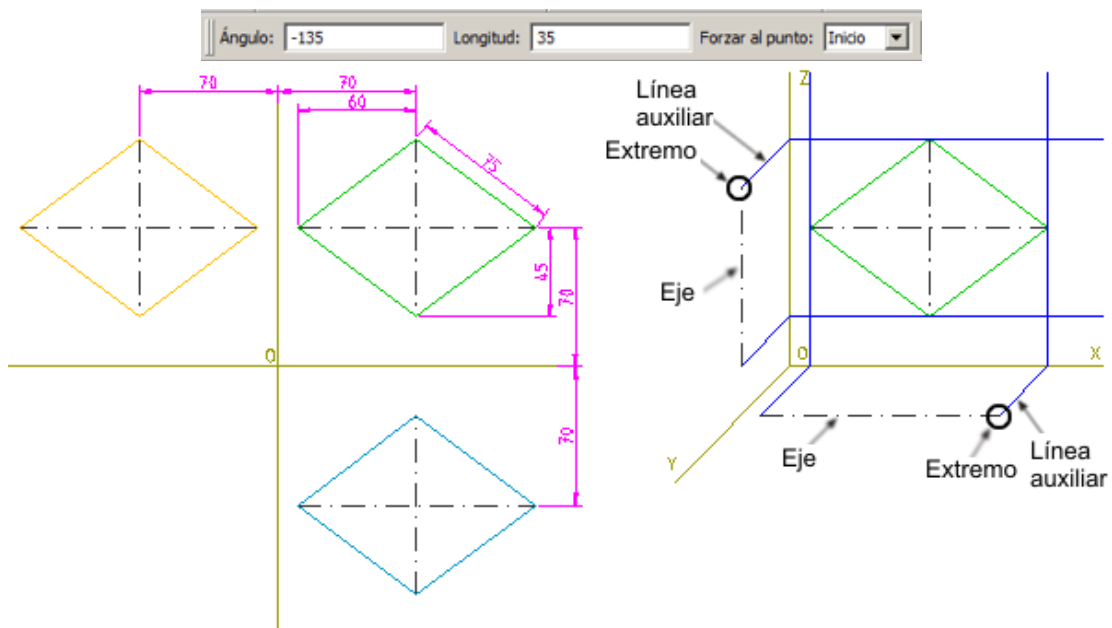 Ángulo: -135 Longitud: 35 Forzar al punto: Inicio
70
70
60
75
45
70
O
70
Z
Línea
auxiliar
Extremo
Eje
O
X
Y
Eje
Extremo
Línea
auxiliar